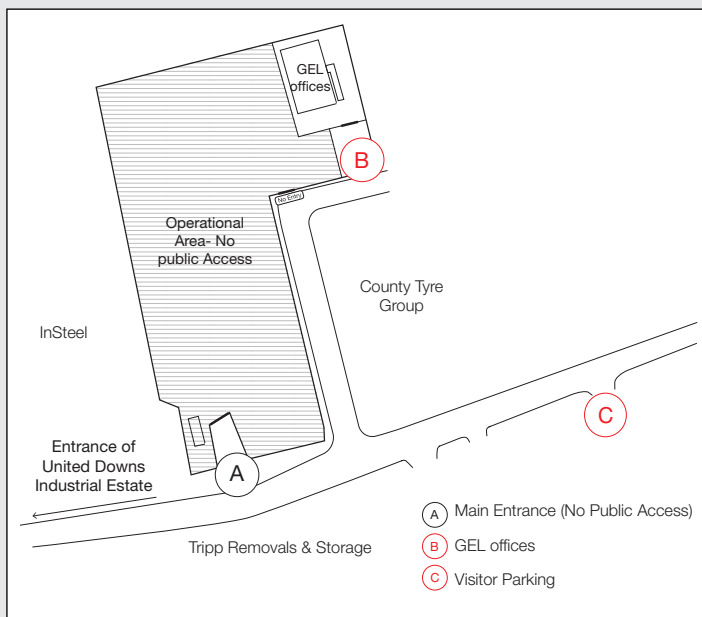 GEL
offices
B
No Entry
Operational
Area- No
public Access
County Tyre
Group
InSteel
C
Entrance of
United Downs
Industrial Estate
A
Tripp Removals & Storage
A Main Entrance (No Public Access)
B GEL offices
C Visitor Parking